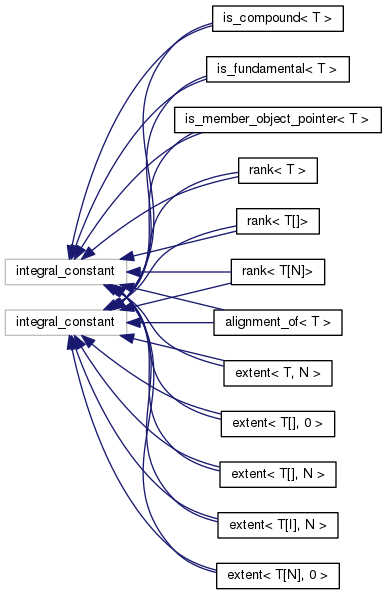 is_compound< T >
is_fundamental< T >
is_member_object_pointer< T >
rank< T >
rank< T[]>
integral_constant
rank< T[N]>
integral_constant
alignment_of< T >
extent< T, N >
extent< T[], 0 >
extent< T[], N >
extent< T[I], N >
extent< T[N], 0 >